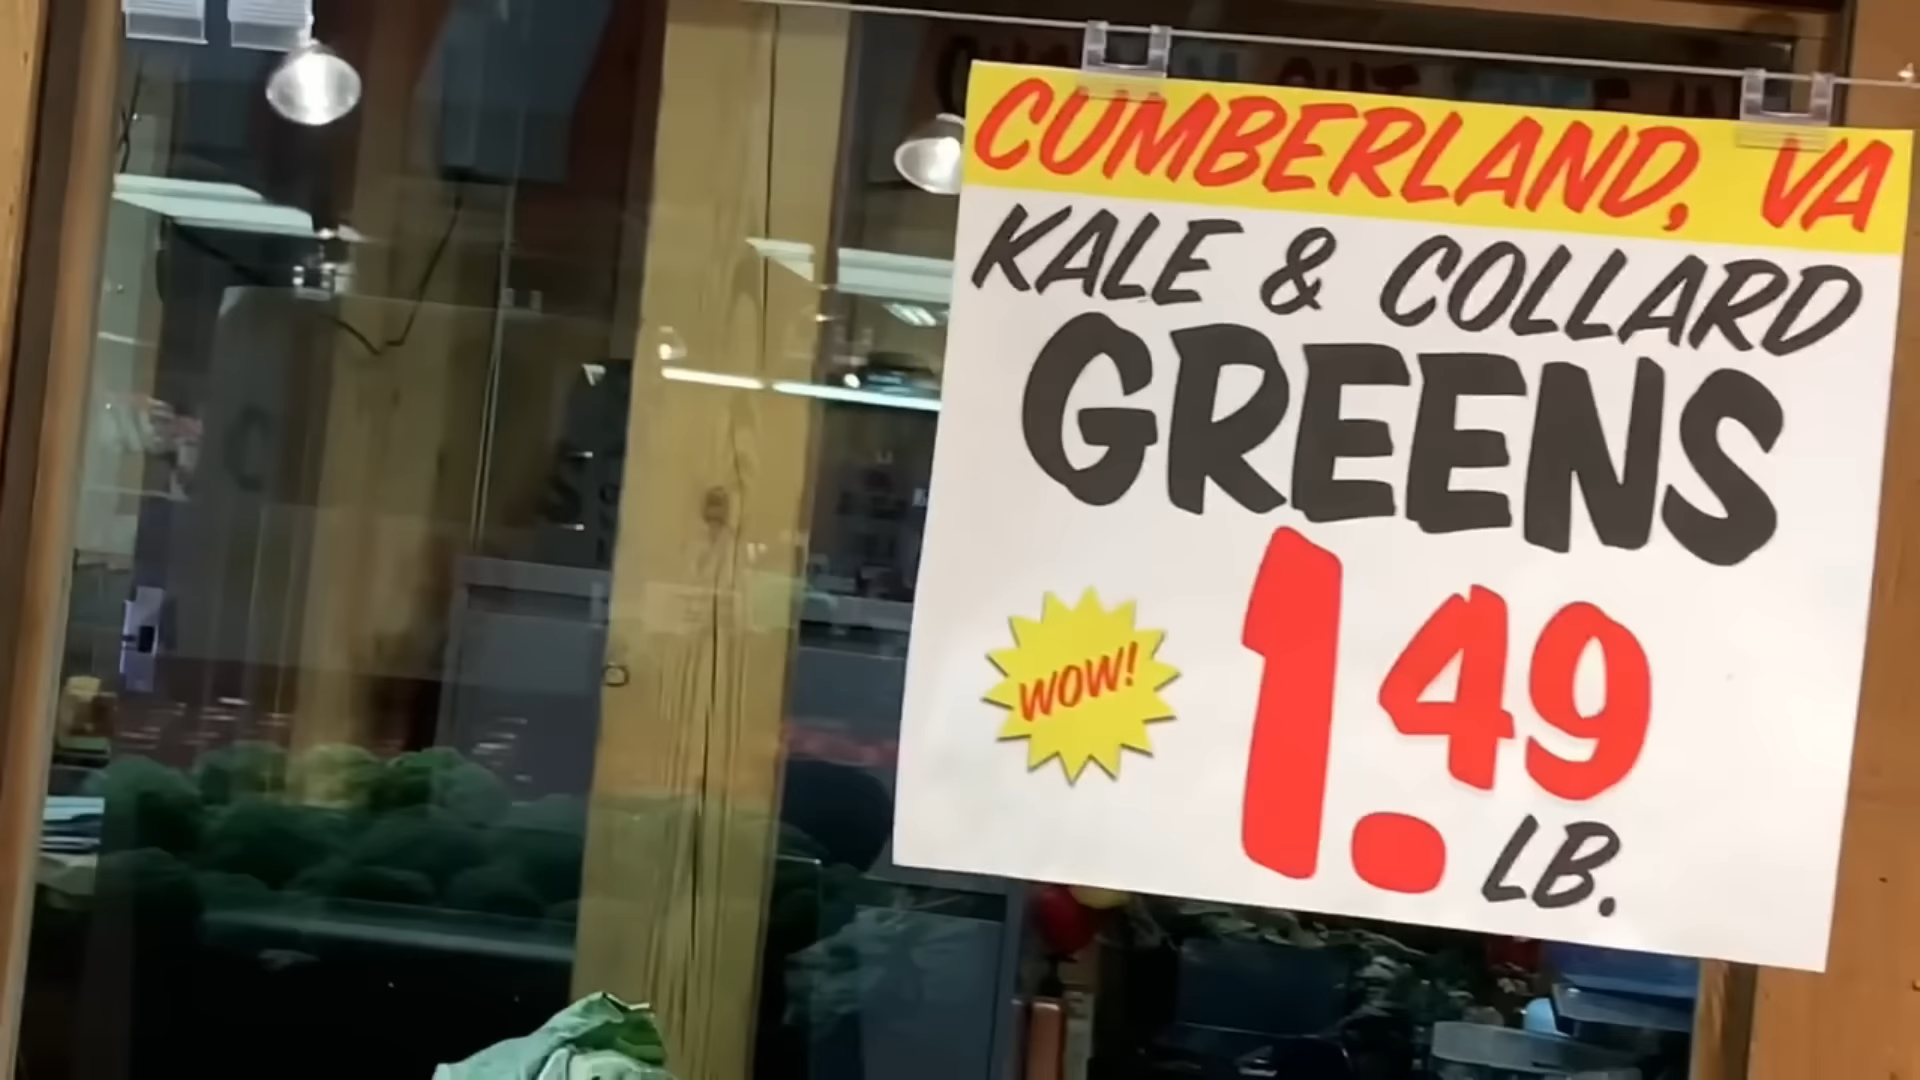 CUMBERLAND, VA
KALE & COLLARD
GREENS
WOW!
1.49
LB.